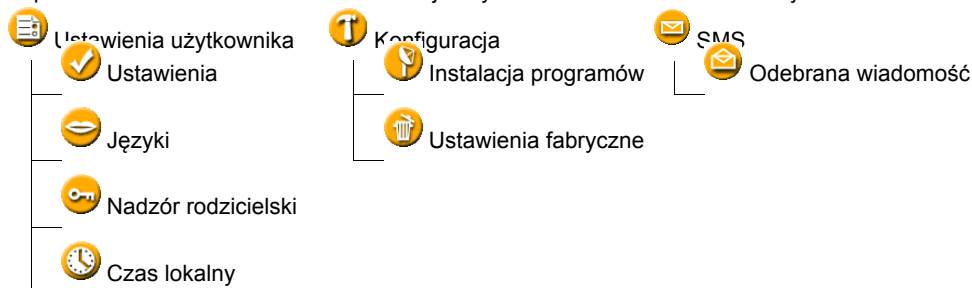 Ustawienia użytkownika
Ustawienia
Języki
Nadzór rodzicielski
Czas lokalny
Konfiguracja
Instalacja programów
Ustawienia fabryczne
SMS
Odebrana wiadomość